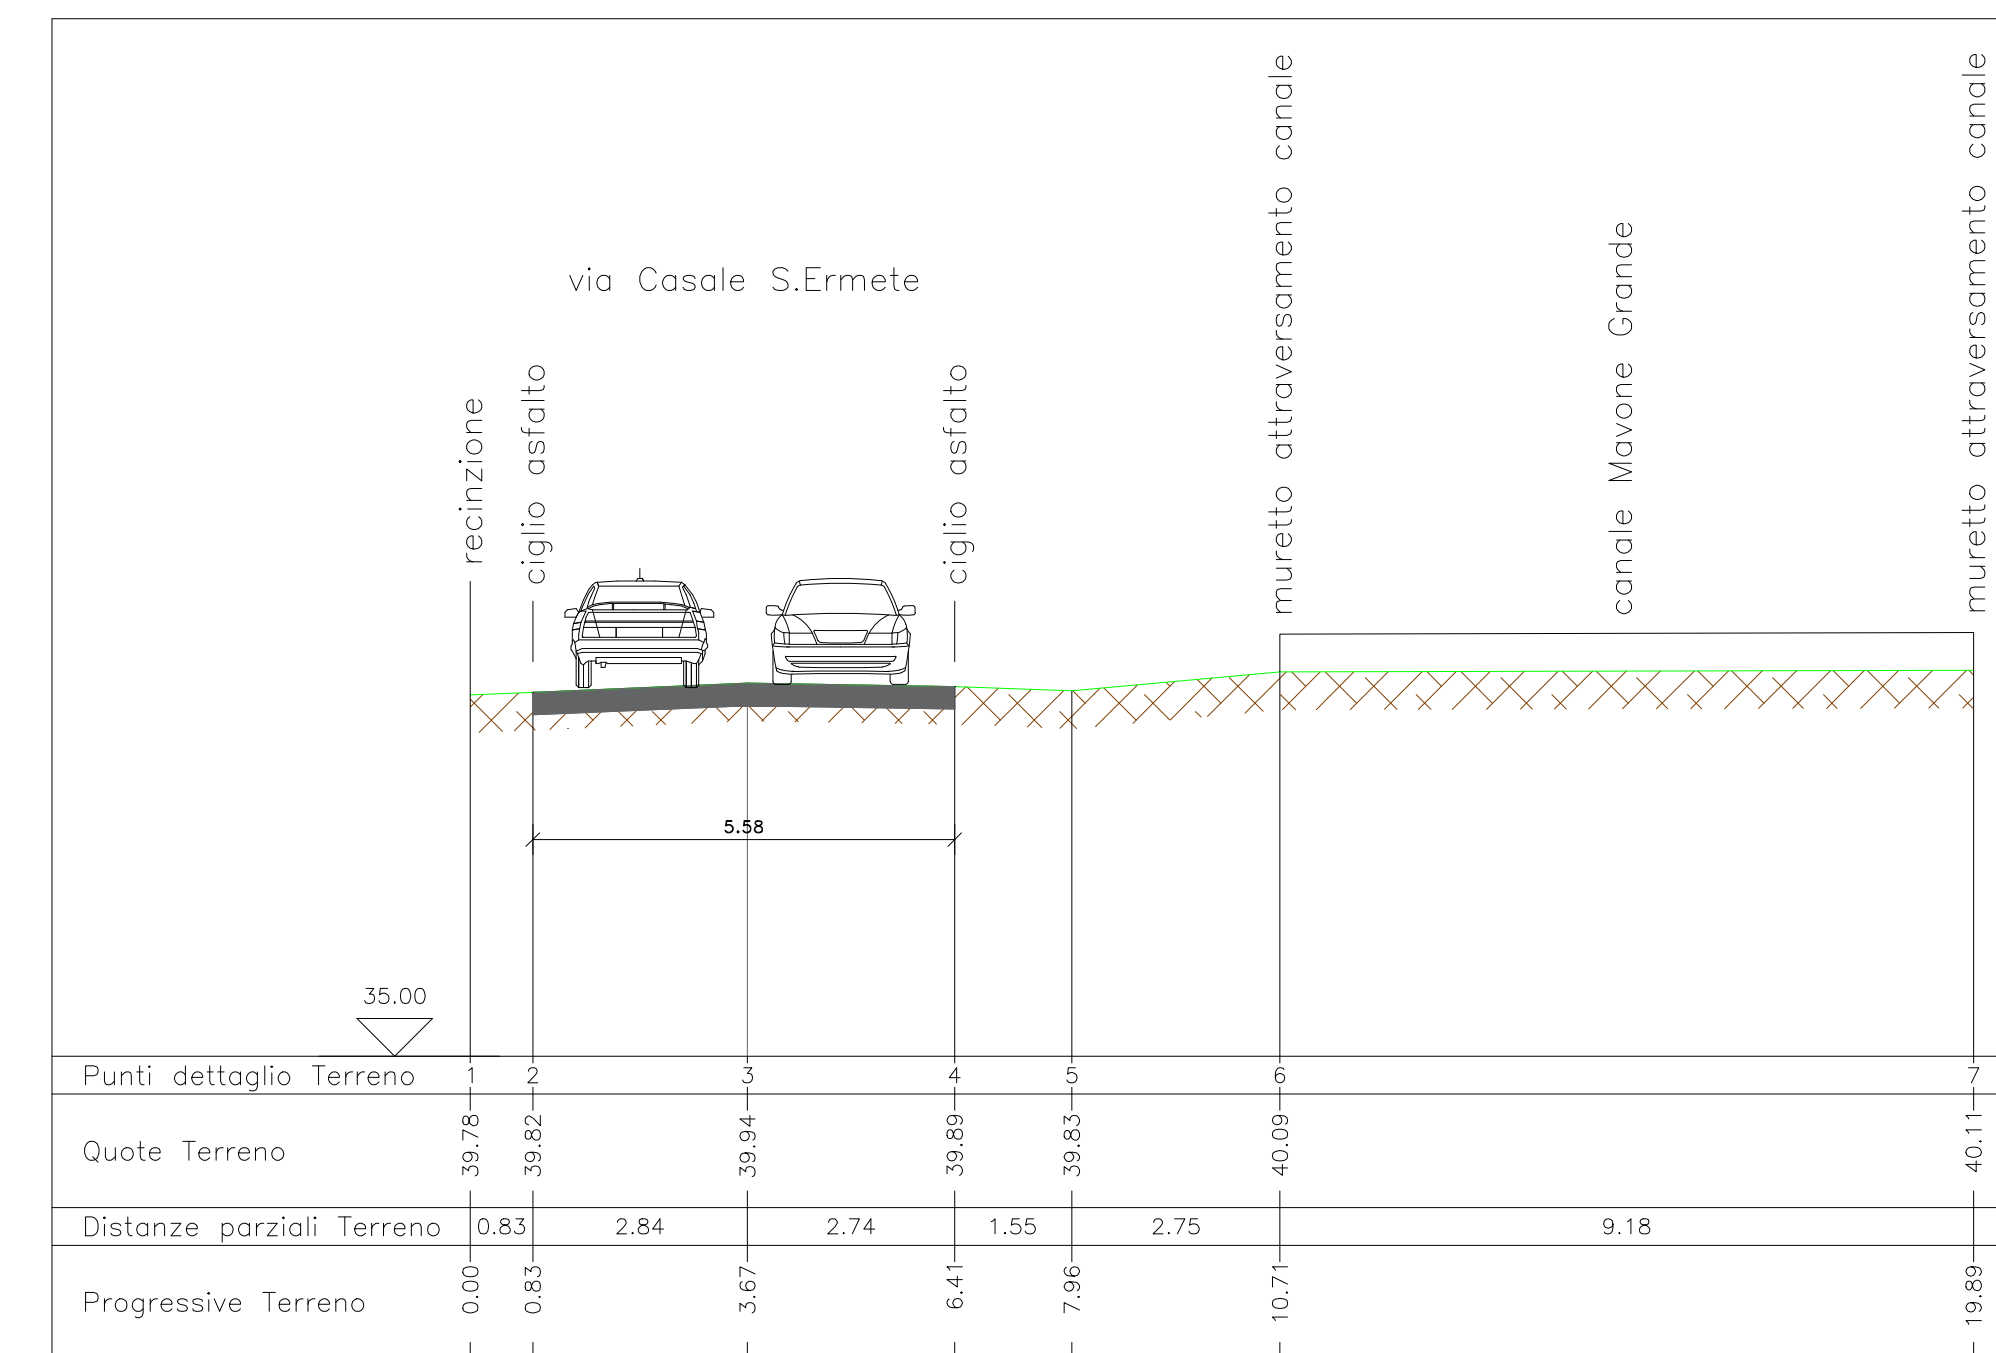 muretto attraversamento canale
muretto attraversamento canale
canale Mavone Grande
via Casale S.Ermete
recinzione
ciglio asfalto
ciglio asfalto
5.58
35.00
Punti dettaglio Terreno 1 2 3 4 5 6 7
Quote Terreno 39.78 39.82 39.94 39.89 39.83 40.09 40.11
Distanze parziali Terreno 0.83 2.84 2.74 1.55 2.75 9.18
Progressive Terreno 0.00 0.83 3.67 6.41 7.96 10.71 19.89